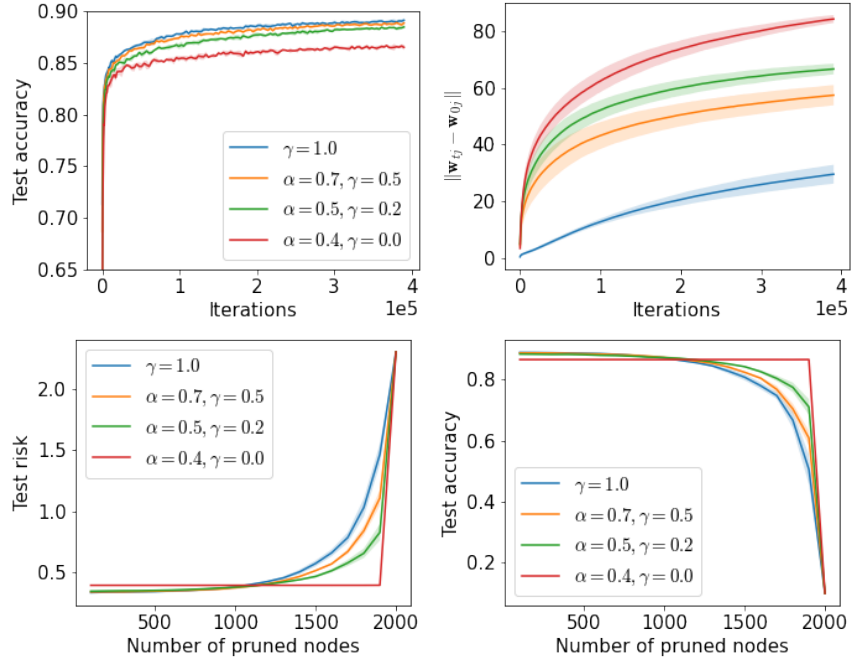 0.90
0.85
0.80
0.75
0.70
0.65
Test accuracy
γ = 1.0
α = 0.7, γ = 0.5
α = 0.5, γ = 0.2
α = 0.4, γ = 0.0
0 1 2 3 4
Iterations
1e5
80
60
40
20
0
‖w_{tj} − w_{0j}‖
0 1 2 3 4
Iterations
1e5
2.0
1.5
1.0
0.5
Test risk
γ = 1.0
α = 0.7, γ = 0.5
α = 0.5, γ = 0.2
α = 0.4, γ = 0.0
500 1000 1500 2000
Number of pruned nodes
0.8
0.6
0.4
0.2
Test accuracy
γ = 1.0
α = 0.7, γ = 0.5
α = 0.5, γ = 0.2
α = 0.4, γ = 0.0
500 1000 1500 2000
Number of pruned nodes